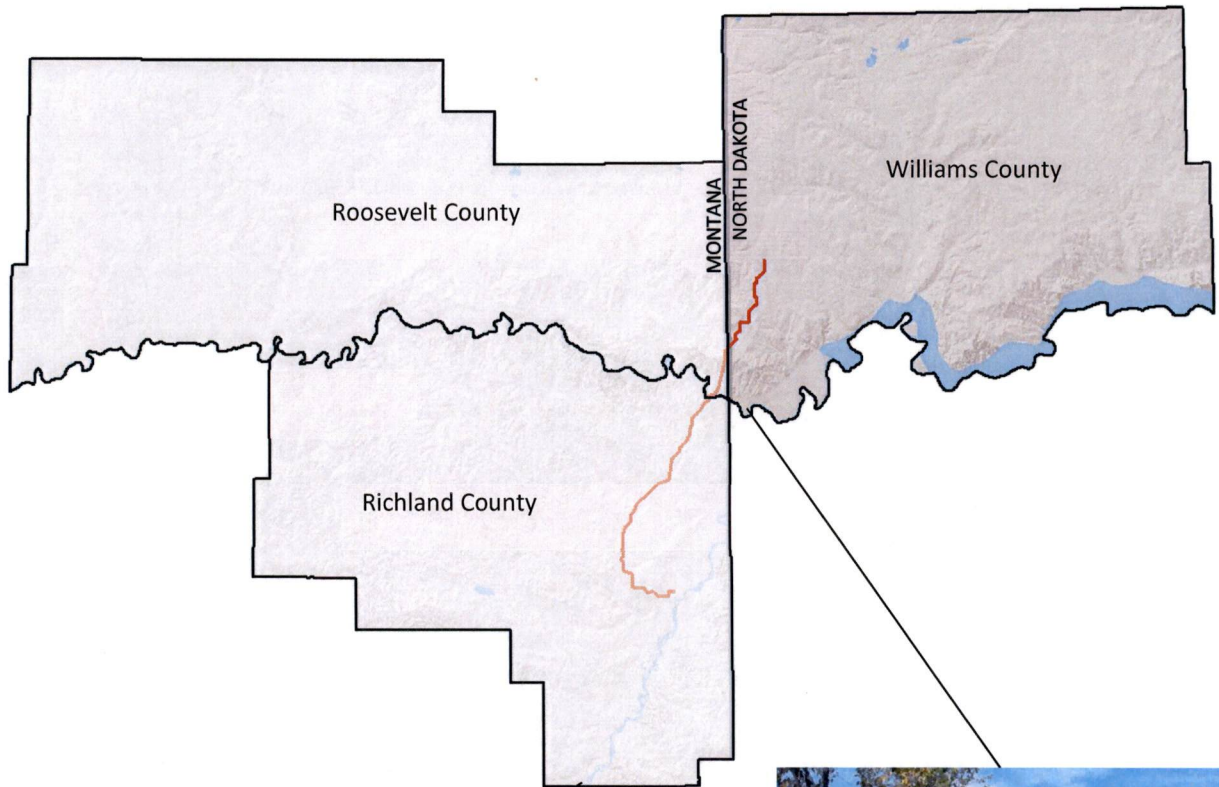 Roosevelt County
MONTANA
NORTH DAKOTA
Williams County
Richland County